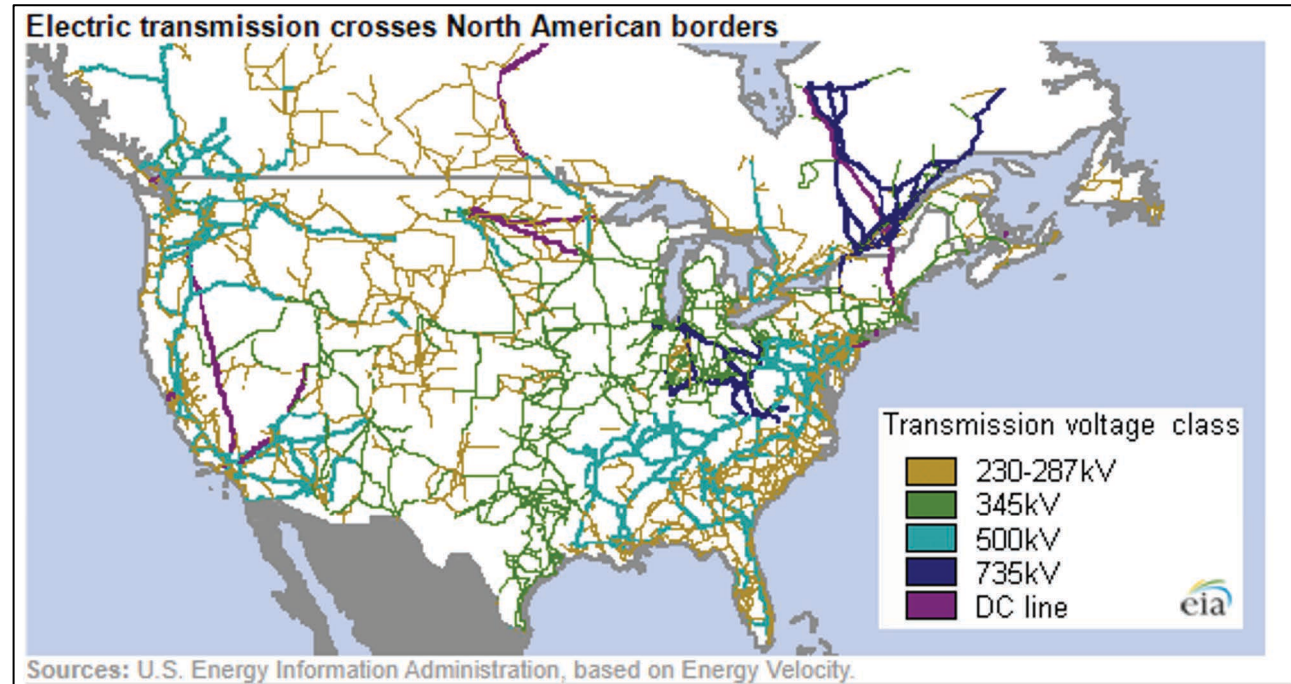 Electric transmission crosses North American borders
Transmission voltage class
230-287kV
345kV
500kV
735kV
DC line
eia
Sources: U.S. Energy Information Administration, based on Energy Velocity.